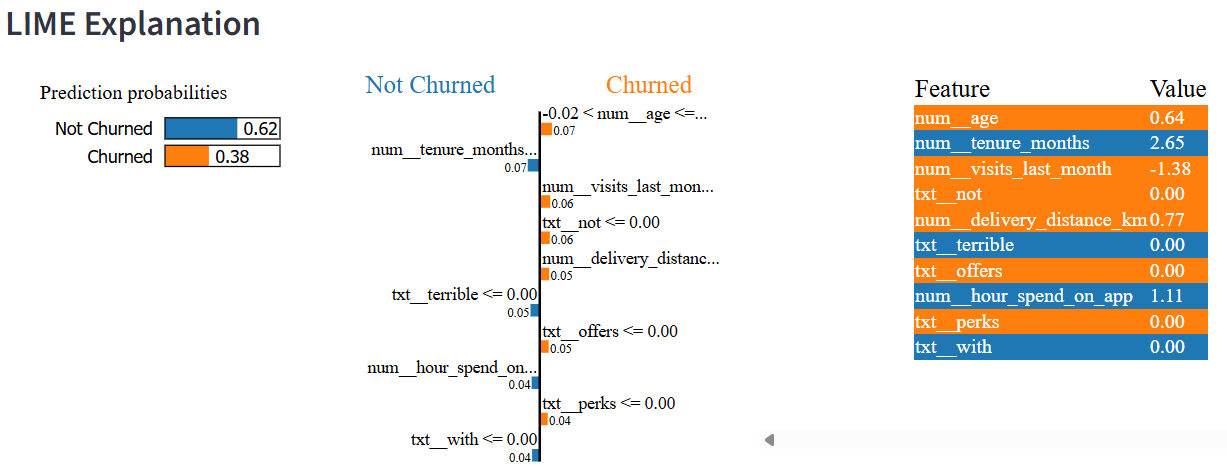 LIME Explanation
Prediction probabilities
Not Churned 0.62
Churned 0.38
Not Churned Churned
-0.02 < num__age <=...
0.07
num__tenure_months...
0.07
num__visits_last_mon...
0.06
txt__not <= 0.00
0.06
num__delivery_distanc...
0.05
txt__terrible <= 0.00
0.05
txt__offers <= 0.00
0.05
num__hour_spend_on...
0.04
txt__perks <= 0.00
0.04
txt__with <= 0.00
0.04
Feature Value
num__age 0.64
num__tenure_months 2.65
num__visits_last_month -1.38
txt__not 0.00
num__delivery_distance_km 0.77
txt__terrible 0.00
txt__offers 0.00
num__hour_spend_on_app 1.11
txt__perks 0.00
txt__with 0.00